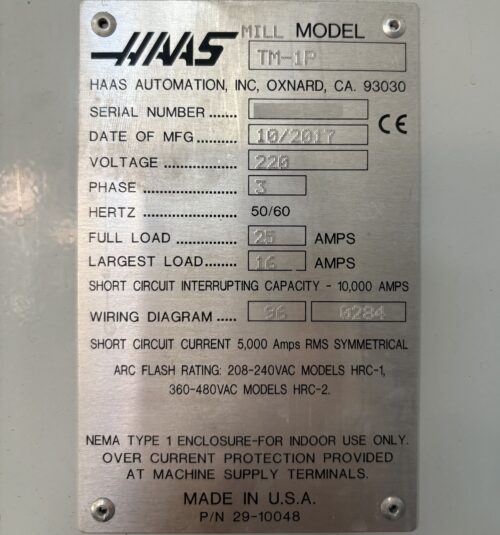 HAAS MILL MODEL
TM-1P
HAAS AUTOMATION, INC, OXNARD, CA. 93030
SERIAL NUMBER .......
DATE OF MFG ........ 10/2017
VOLTAGE .............. 220
PHASE .................. 3
HERTZ .................. 50/60
FULL LOAD ............. 25 AMPS
LARGEST LOAD........ 16 AMPS
SHORT CIRCUIT INTERRUPTING CAPACITY - 10,000 AMPS
WIRING DIAGRAM ..... 96 0284
SHORT CIRCUIT CURRENT 5,000 Amps RMS SYMMETRICAL
ARC FLASH RATING: 208-240VAC MODELS HRC-1,
360-480VAC MODELS HRC-2.
NEMA TYPE 1 ENCLOSURE-FOR INDOOR USE ONLY.
OVER CURRENT PROTECTION PROVIDED
AT MACHINE SUPPLY TERMINALS.
MADE IN U.S.A.
P/N 29-10048
CE